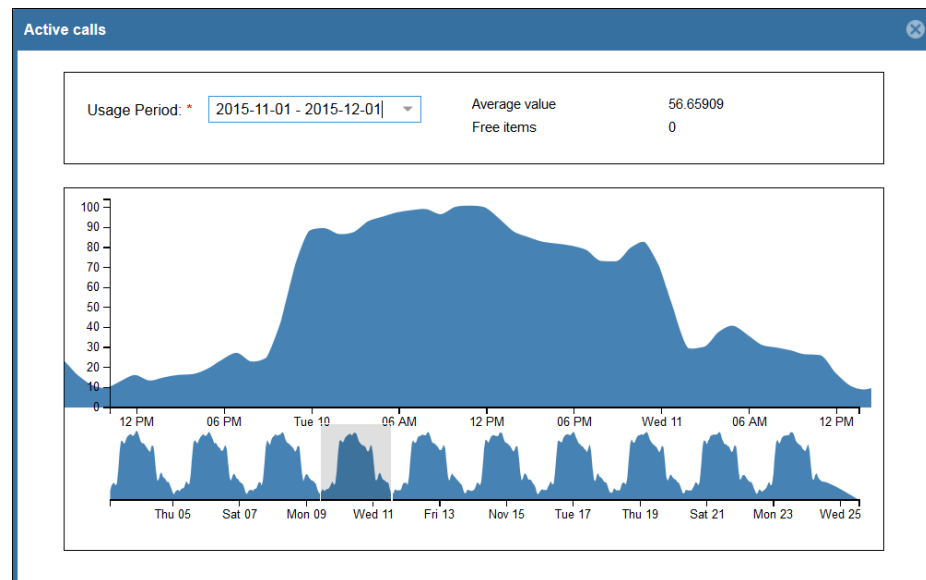 Active calls
Usage Period: * 2015-11-01 - 2015-12-01
Average value 56.65909
Free items 0
100
90
80
70
60
50
40
30
20
10
0
12 PM 06 PM Tue 10 06 AM 12 PM 06 PM Wed 11 06 AM 12 PM
Thu 05 Sat 07 Mon 09 Wed 11 Fri 13 Nov 15 Tue 17 Thu 19 Sat 21 Mon 23 Wed 25